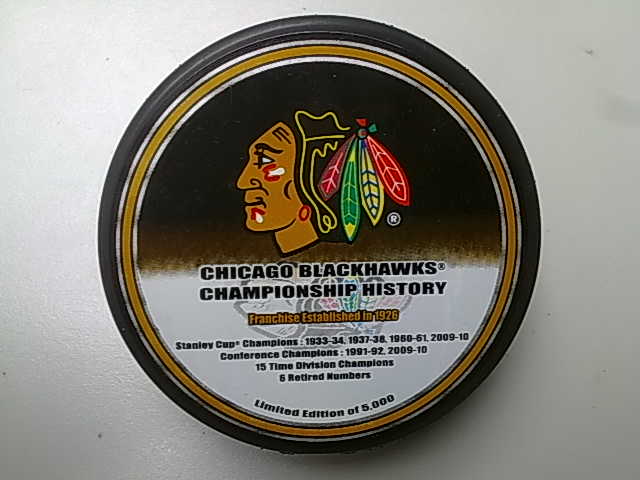 ®
CHICAGO BLACKHAWKS®
CHAMPIONSHIP HISTORY
Franchise Established in 1926
Stanley Cup® Champions : 1933-34, 1937-38, 1960-61, 2009-10
Conference Champions : 1991-92, 2009-10
15 Time Division Champions
6 Retired Numbers
Limited Edition of 5,000